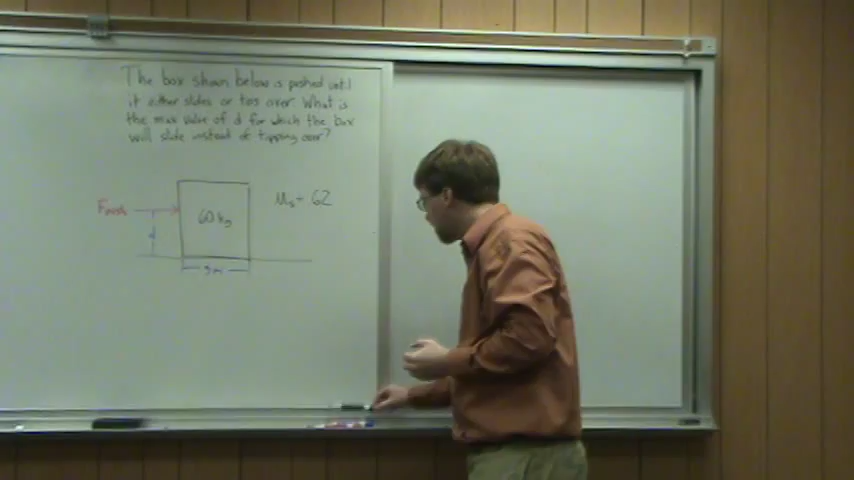 The box shown below is pushed until
it either slides or tips over. What is
the max value of d for which the box
will slide instead of tipping over?
Fpush
60 kg
μs = .62
d